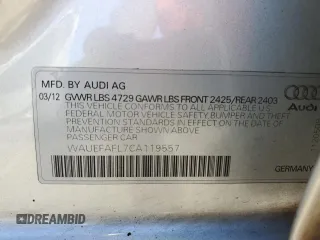 MFD. BY AUDI AG
03/12 GVWR LBS 4729 GAWR LBS FRONT 2425/REAR 2403
THIS VEHICLE CONFORMS TO ALL APPLICABLE U.S.
FEDERAL MOTOR VEHICLE SAFETY BUMPER AND THEFT
PREVENTION STANDARDS IN EFFECT ON THE DATE OF
MANUFACTURE SHOWN ABOVE.
PASSENGER CAR
Audi
WAUEFAFL7CA119557
GERMANY
DREAMBID